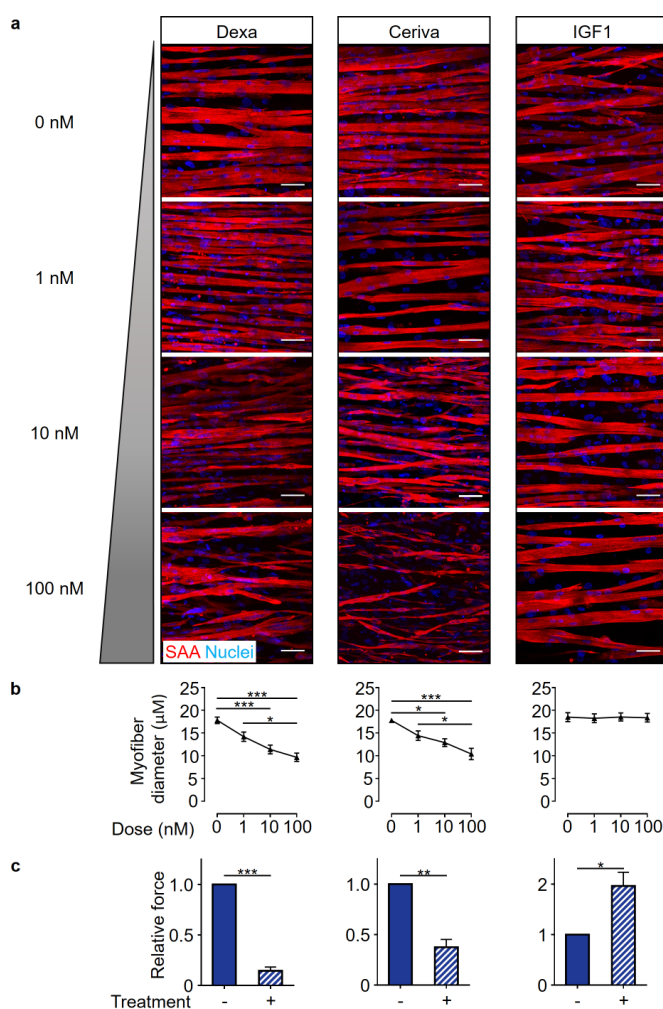 a
Dexa Ceriva IGF1
0 nM
1 nM
10 nM
100 nM
SAA Nuclei
b
Myofiber
diameter (μM)
25 25 25
20 20 20
15 15 15
10 10 10
5 5 5
0 0 0
*** *** *
*** * *
Dose (nM) 0 1 10 100 0 1 10 100 0 1 10 100
c
Relative force
1.0 1.0 2
0.5 0.5 1
0 0 0
*** ** *
Treatment - + - + - +